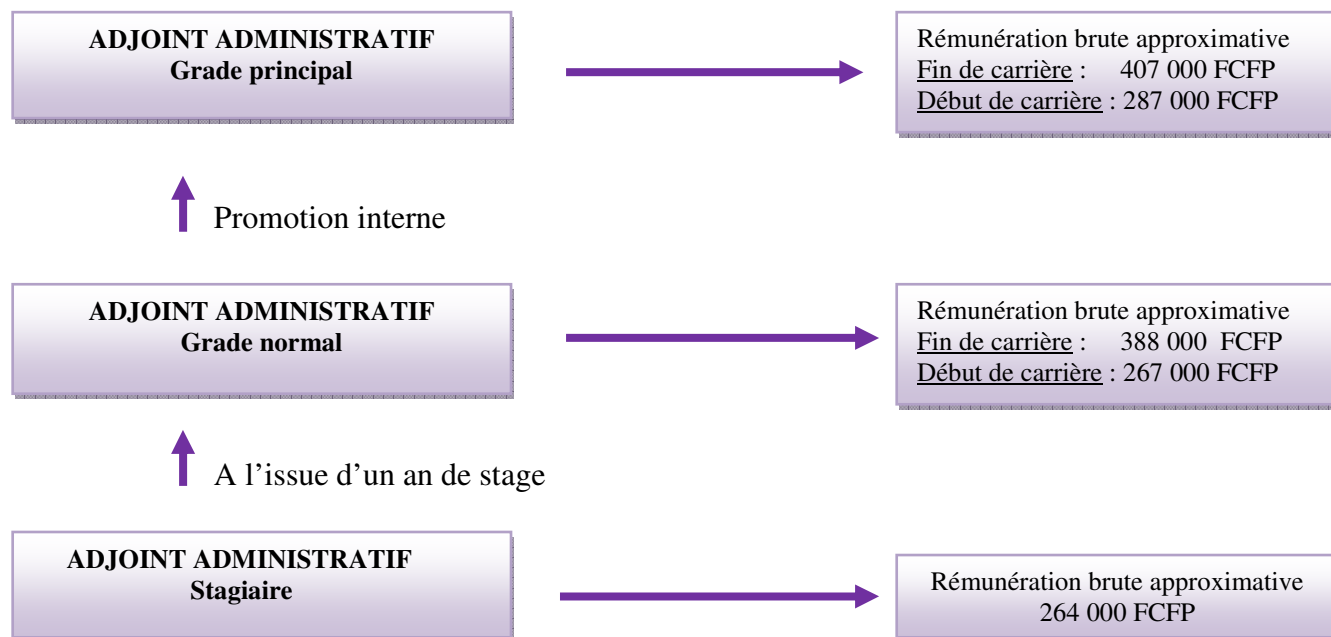 ADJOINT ADMINISTRATIF
Grade principal
Rémunération brute approximative
Fin de carrière : 407 000 FCFP
Début de carrière : 287 000 FCFP
Promotion interne
ADJOINT ADMINISTRATIF
Grade normal
Rémunération brute approximative
Fin de carrière : 388 000 FCFP
Début de carrière : 267 000 FCFP
A l’issue d’un an de stage
ADJOINT ADMINISTRATIF
Stagiaire
Rémunération brute approximative
264 000 FCFP